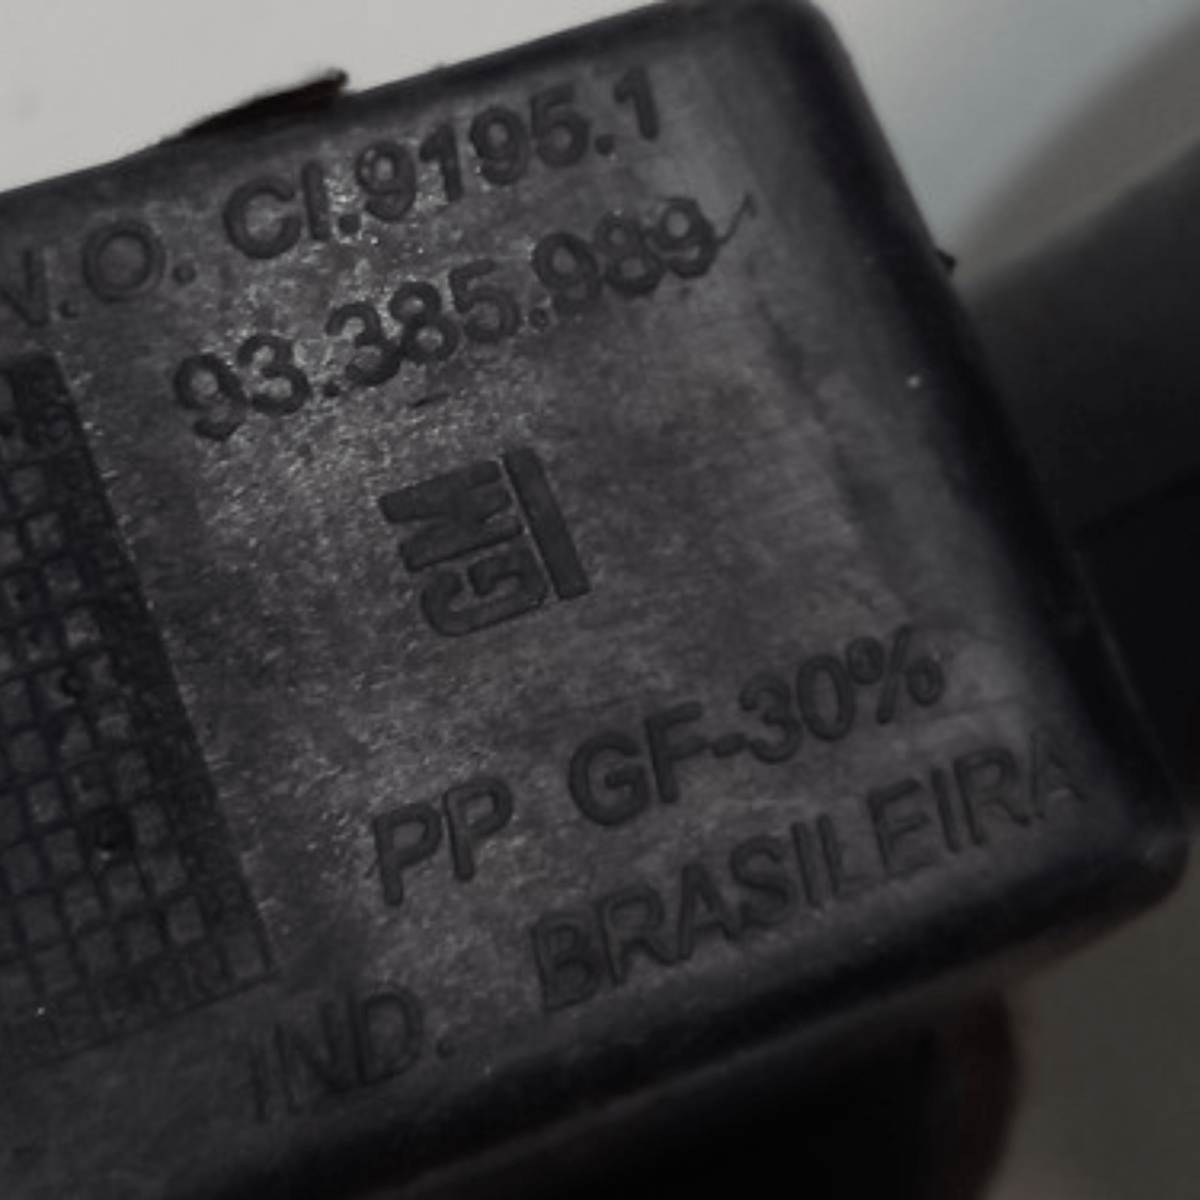 V.O. CI.9195.1
93.385.989
GM
PP GF-30%
IND. BRASILEIRA